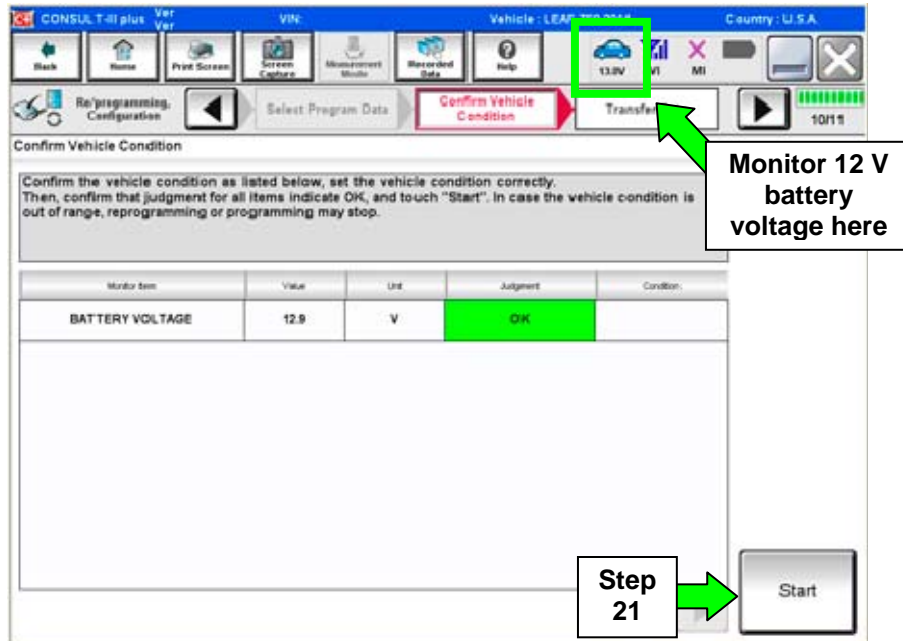 CONSULT-III plus Ver
Ver
VIN:
Vehicle : LEAF
Country : U.S.A.
Back
Home
Print Screen
Screen
Capture
Measurement
Mode
Recorded
Data
Help
13.0V
VI
MI
Re/programming,
Configuration
Select Program Data
Confirm Vehicle
Condition
Transfer
10/11
Confirm Vehicle Condition
Monitor 12 V
battery
voltage here
Confirm the vehicle condition as listed below, set the vehicle condition correctly.
Then, confirm that judgment for all items indicate OK, and touch "Start". In case the vehicle condition is
out of range, reprogramming or programming may stop.
Monitor Item
Value
Unit
Judgment
Condition:
BATTERY VOLTAGE
12.9
V
OK
Step
21
Start